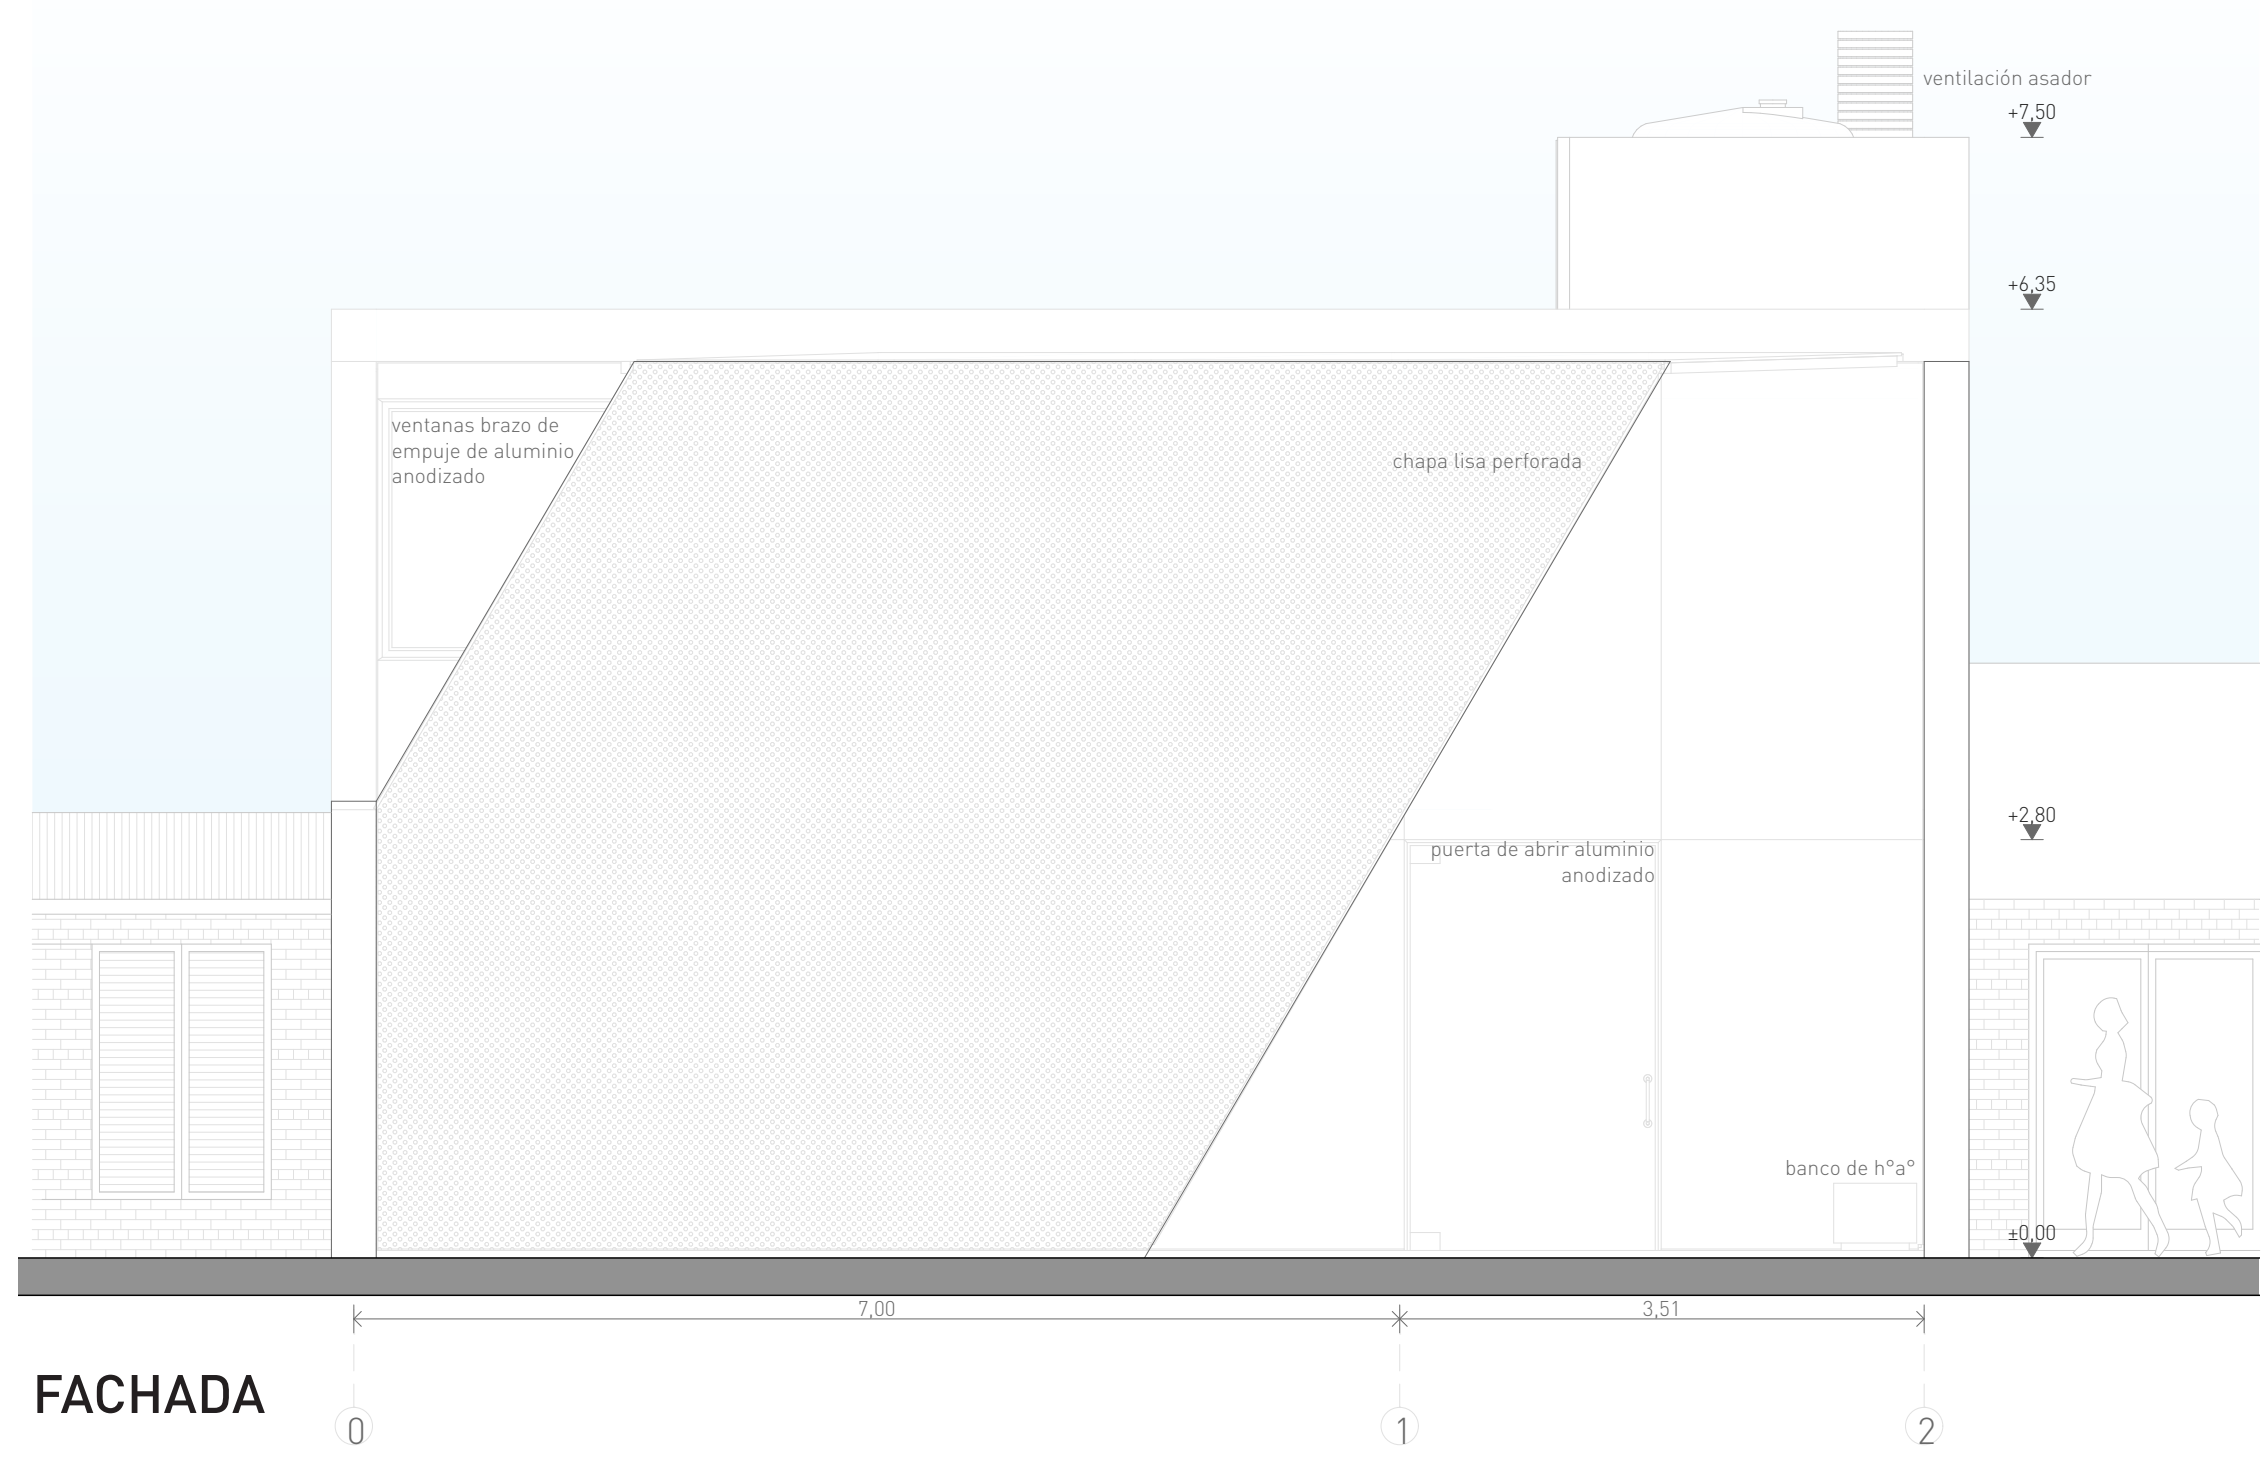 ventilación asador
+7,50
+6,35
ventanas brazo de
empuje de aluminio
anodizado
chapa lisa perforada
+2,80
puerta de abrir aluminio
anodizado
banco de h°a°
±0,00
7,00
3,51
FACHADA
0
1
2